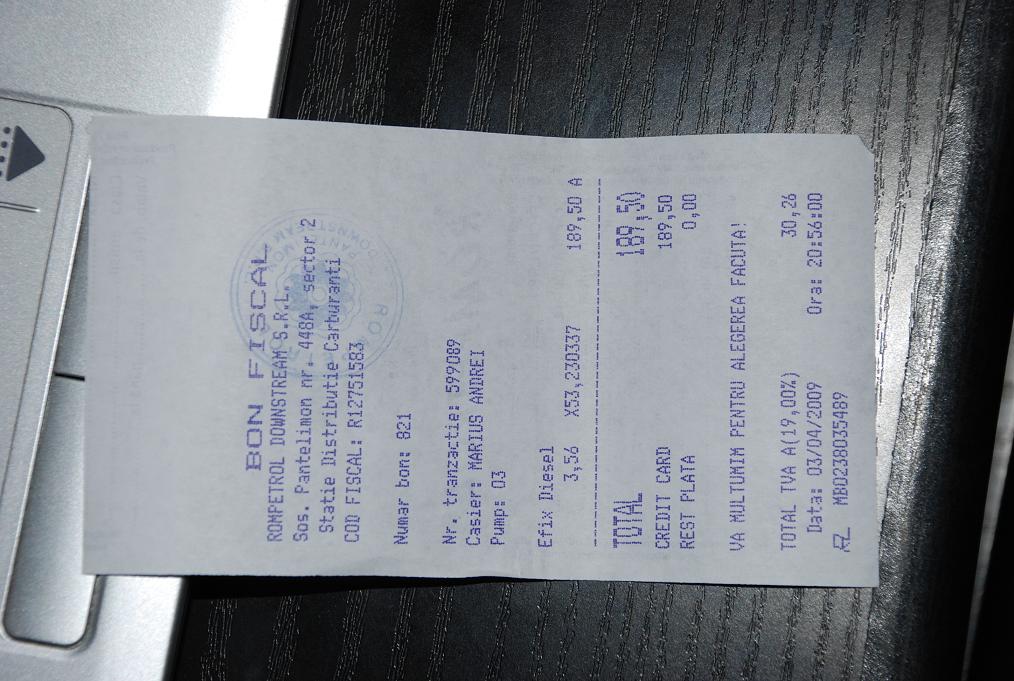 BON FISCAL
ROMPETROL DOWNSTREAM S.R.L.
Sos. Pantelimon nr. 448A, sector 2
Statie Distributie Carburanti
COD FISCAL: R12751583
Numar bon: 821
Nr. tranzactie: 599089
Casier: MARIUS ANDREI
Pump: 03
Efix Diesel
3,56 X53,230337 189,50 A
TOTAL 189,50
CREDIT CARD 189,50
REST PLATA 0,00
VA MULTUMIM PENTRU ALEGEREA FACUTA!
TOTAL TVA A(19,00%) 30,26
Data: 03/04/2009 Ora: 20:56:00
MB0238035489